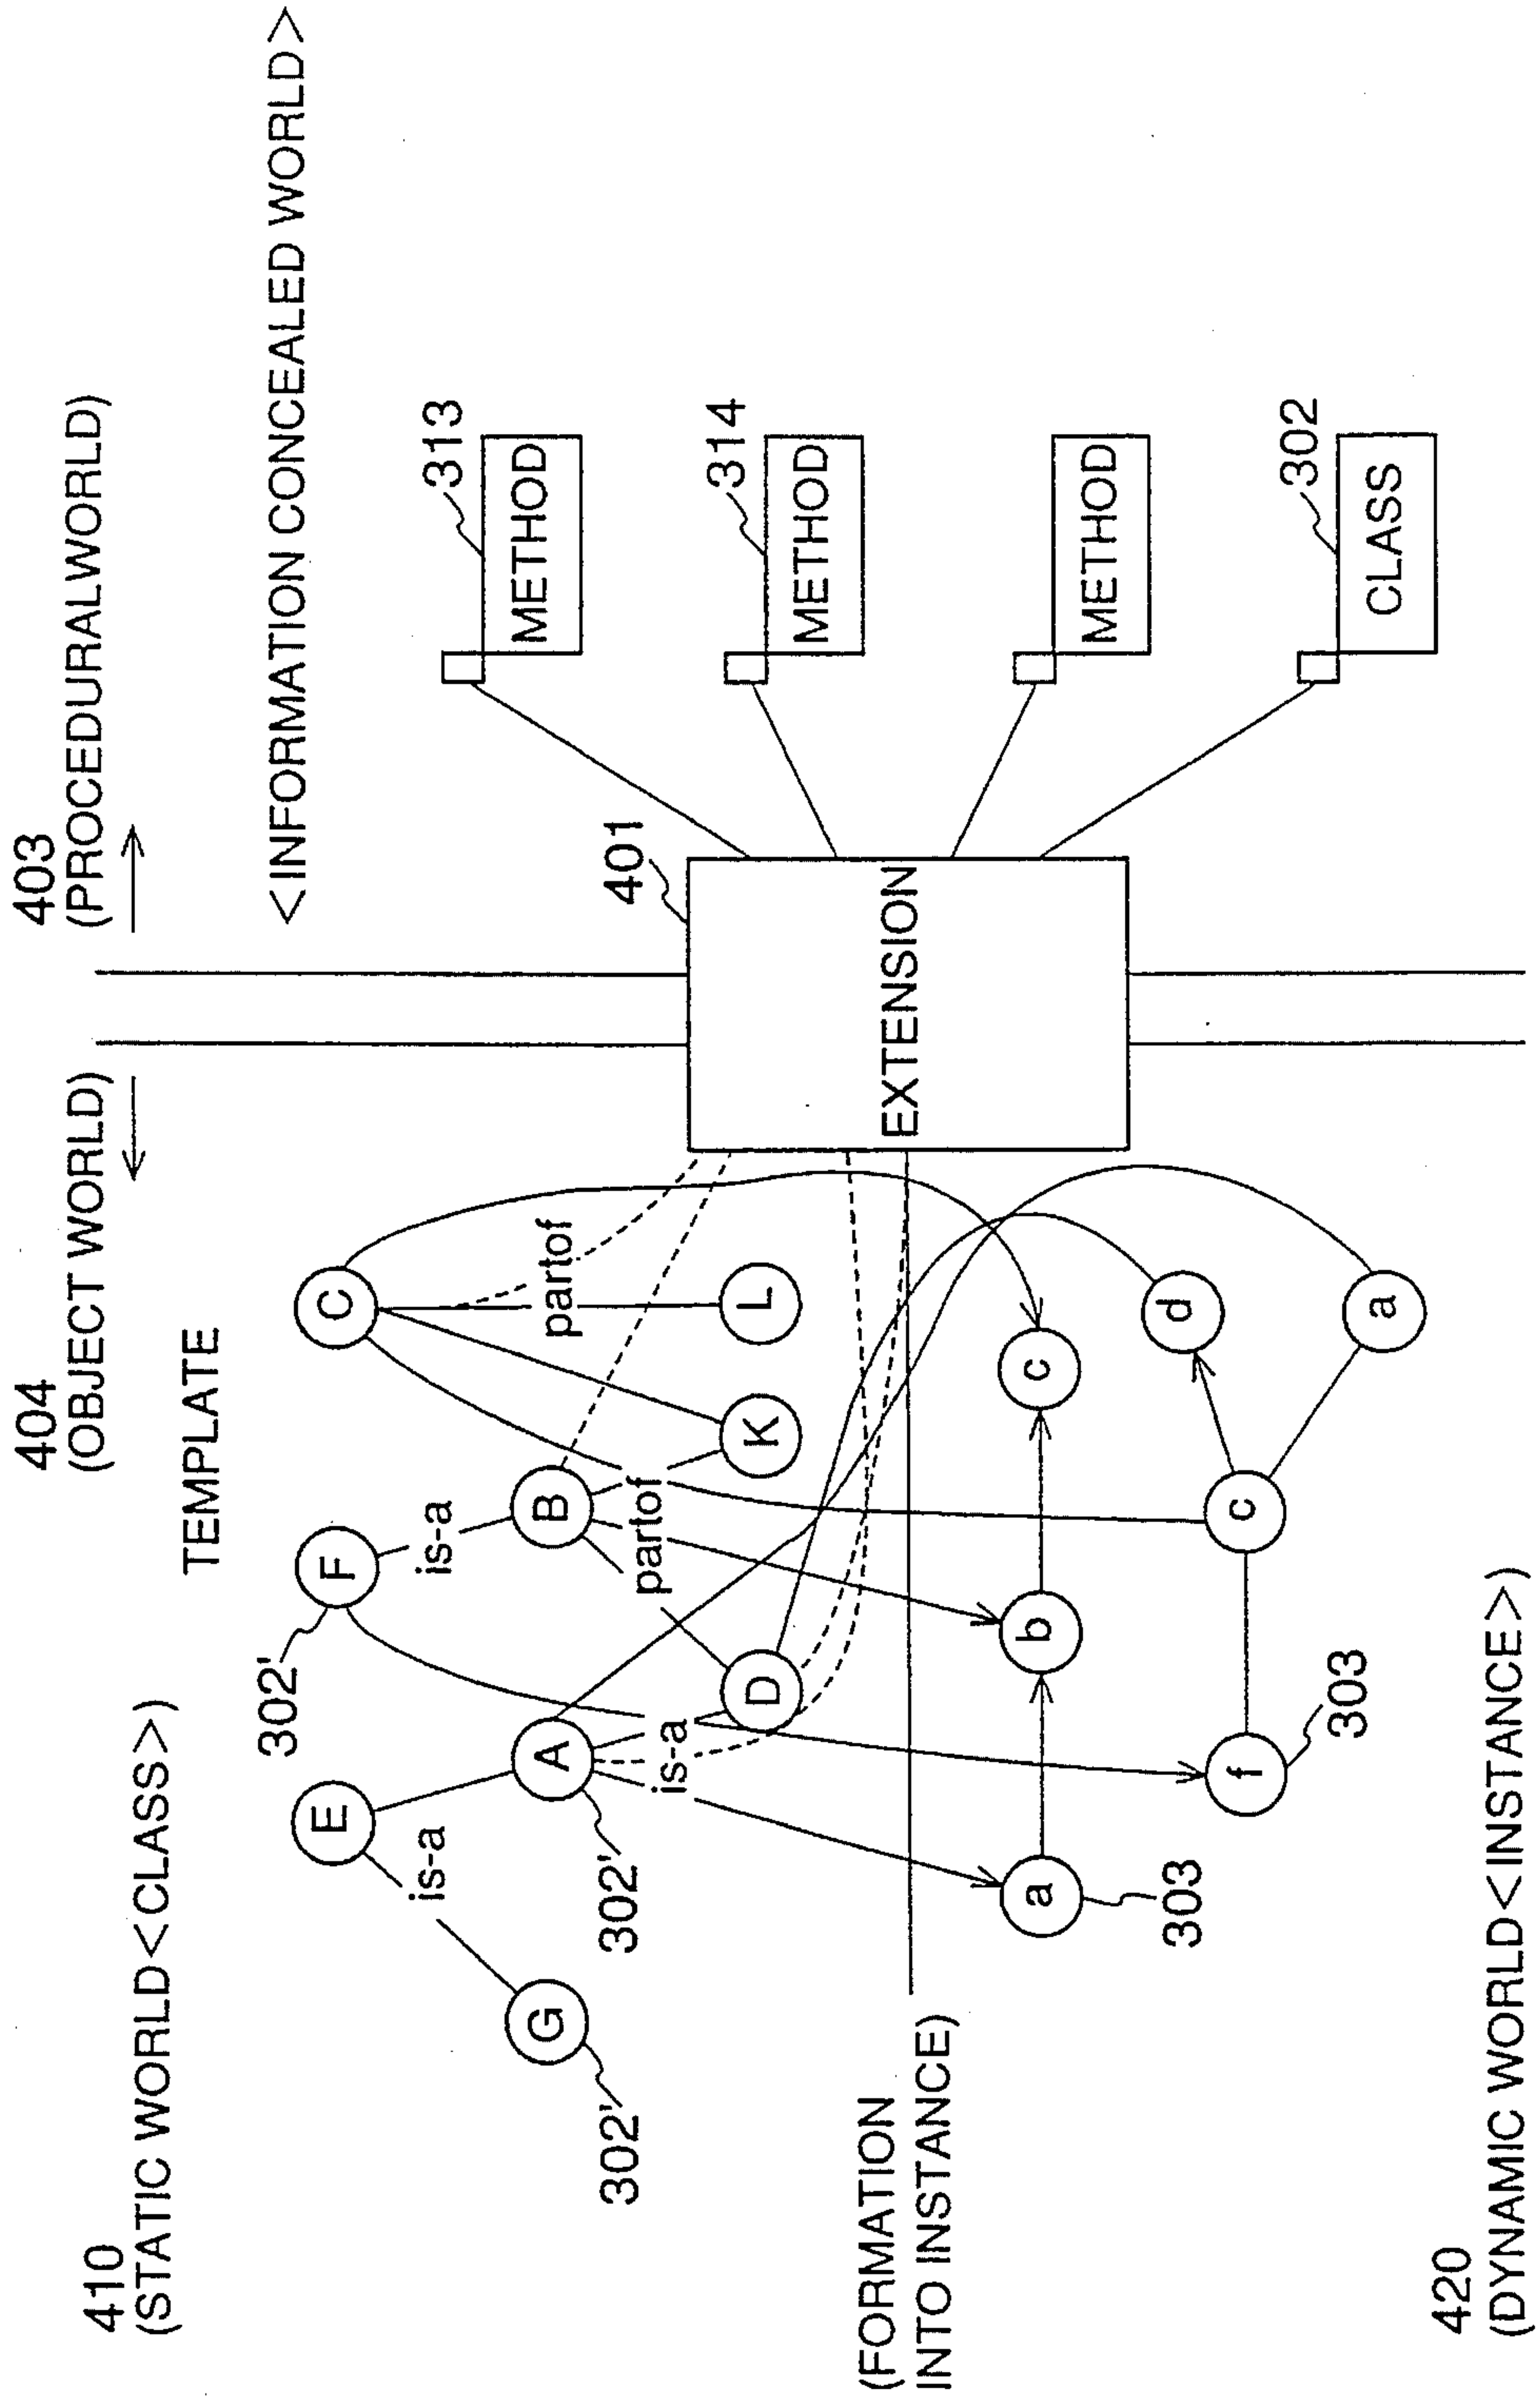 410
(STATIC WORLD<CLASS>)
404
(OBJECT WORLD)
403
(PROCEDURALWORLD)
TEMPLATE
<INFORMATION CONCEALED WORLD>
302'
E
F
C
is-a
is-a
partof
G
A
B
302'
302'
is-a
partof
D
K
L
401
EXTENSION
313
METHOD
314
METHOD
METHOD
302
CLASS
(FORMATION
INTO INSTANCE)
a
b
c
303
d
f
c
a
303
420
(DYNAMIC WORLD<INSTANCE>)